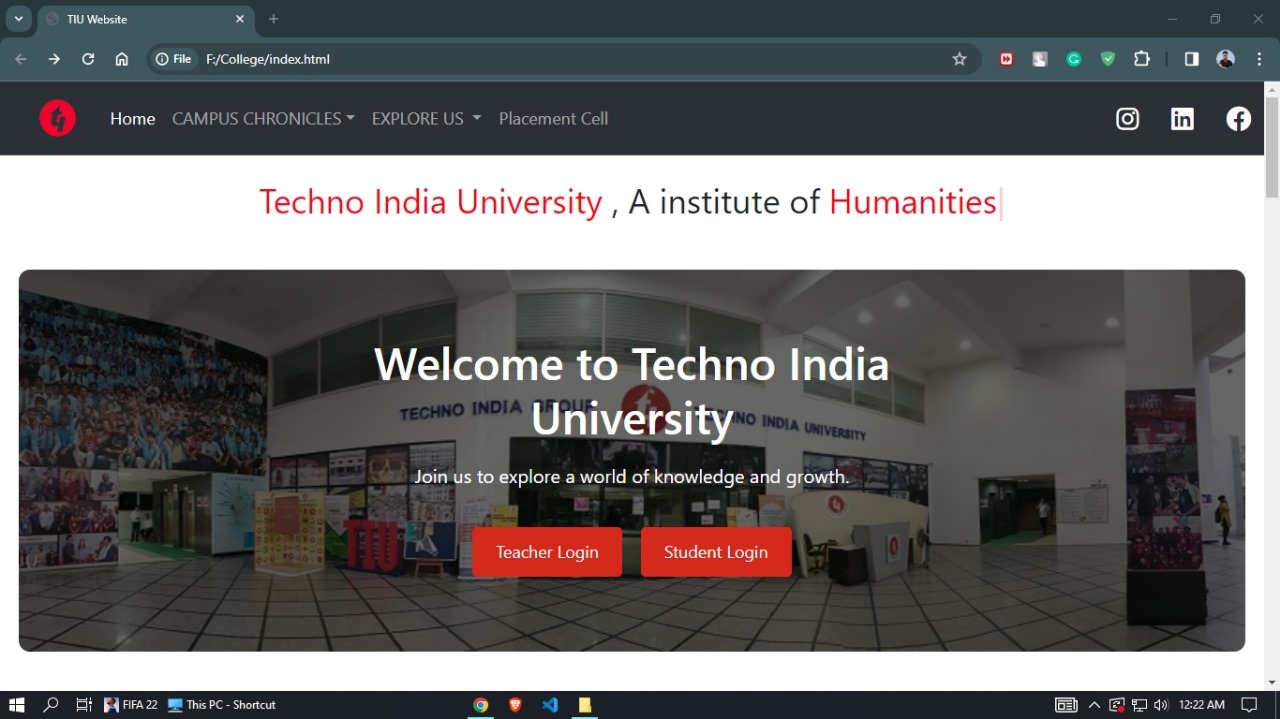 TIU Website
File F:/College/index.html
Home CAMPUS CHRONICLES EXPLORE US Placement Cell
Techno India University , A institute of Humanities
Welcome to Techno India
University
TECHNO INDIA GROUP
TECHNO INDIA UNIVERSITY
Join us to explore a world of knowledge and growth.
TIU
Teacher Login Student Login
FIFA 22 This PC - Shortcut 12:22 AM